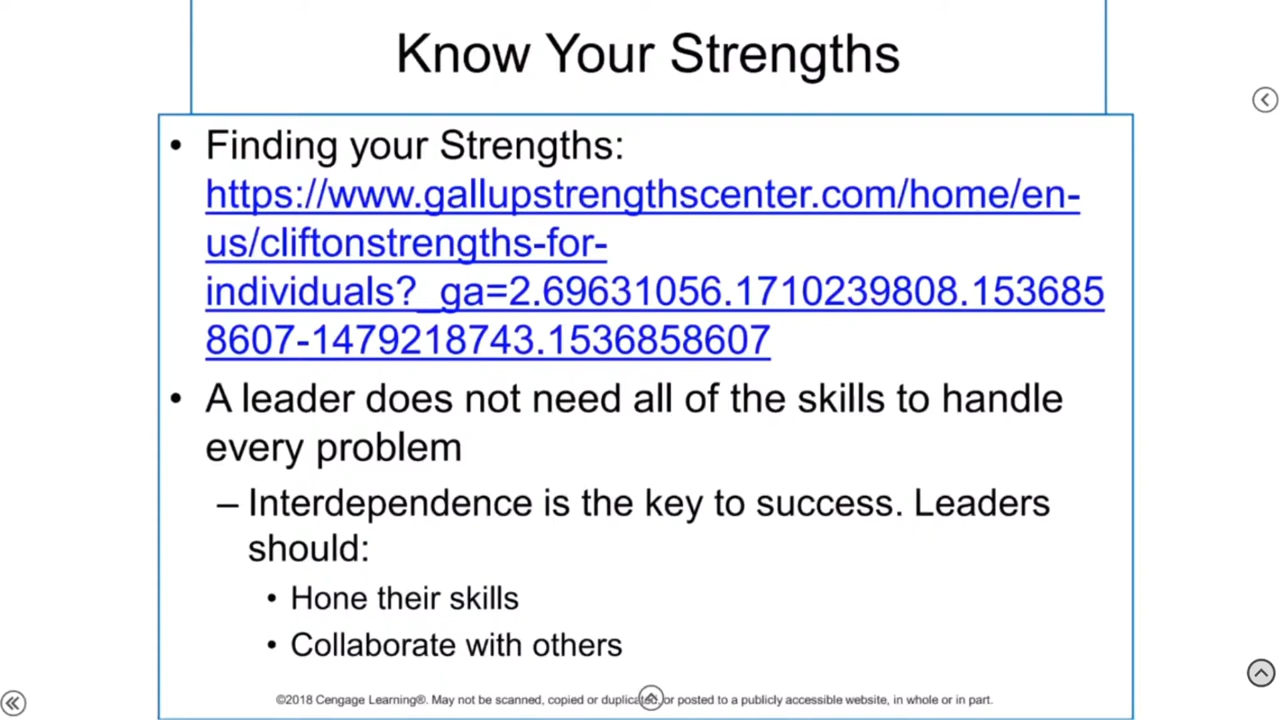 Know Your Strengths
• Finding your Strengths:
https://www.gallupstrengthscenter.com/home/en-
us/cliftonstrengths-for-
individuals?_ga=2.69631056.1710239808.153685
8607-1479218743.1536858607
• A leader does not need all of the skills to handle
every problem
– Interdependence is the key to success. Leaders
should:
• Hone their skills
• Collaborate with others
©2018 Cengage Learning®. May not be scanned, copied or duplicated, or posted to a publicly accessible website, in whole or in part.